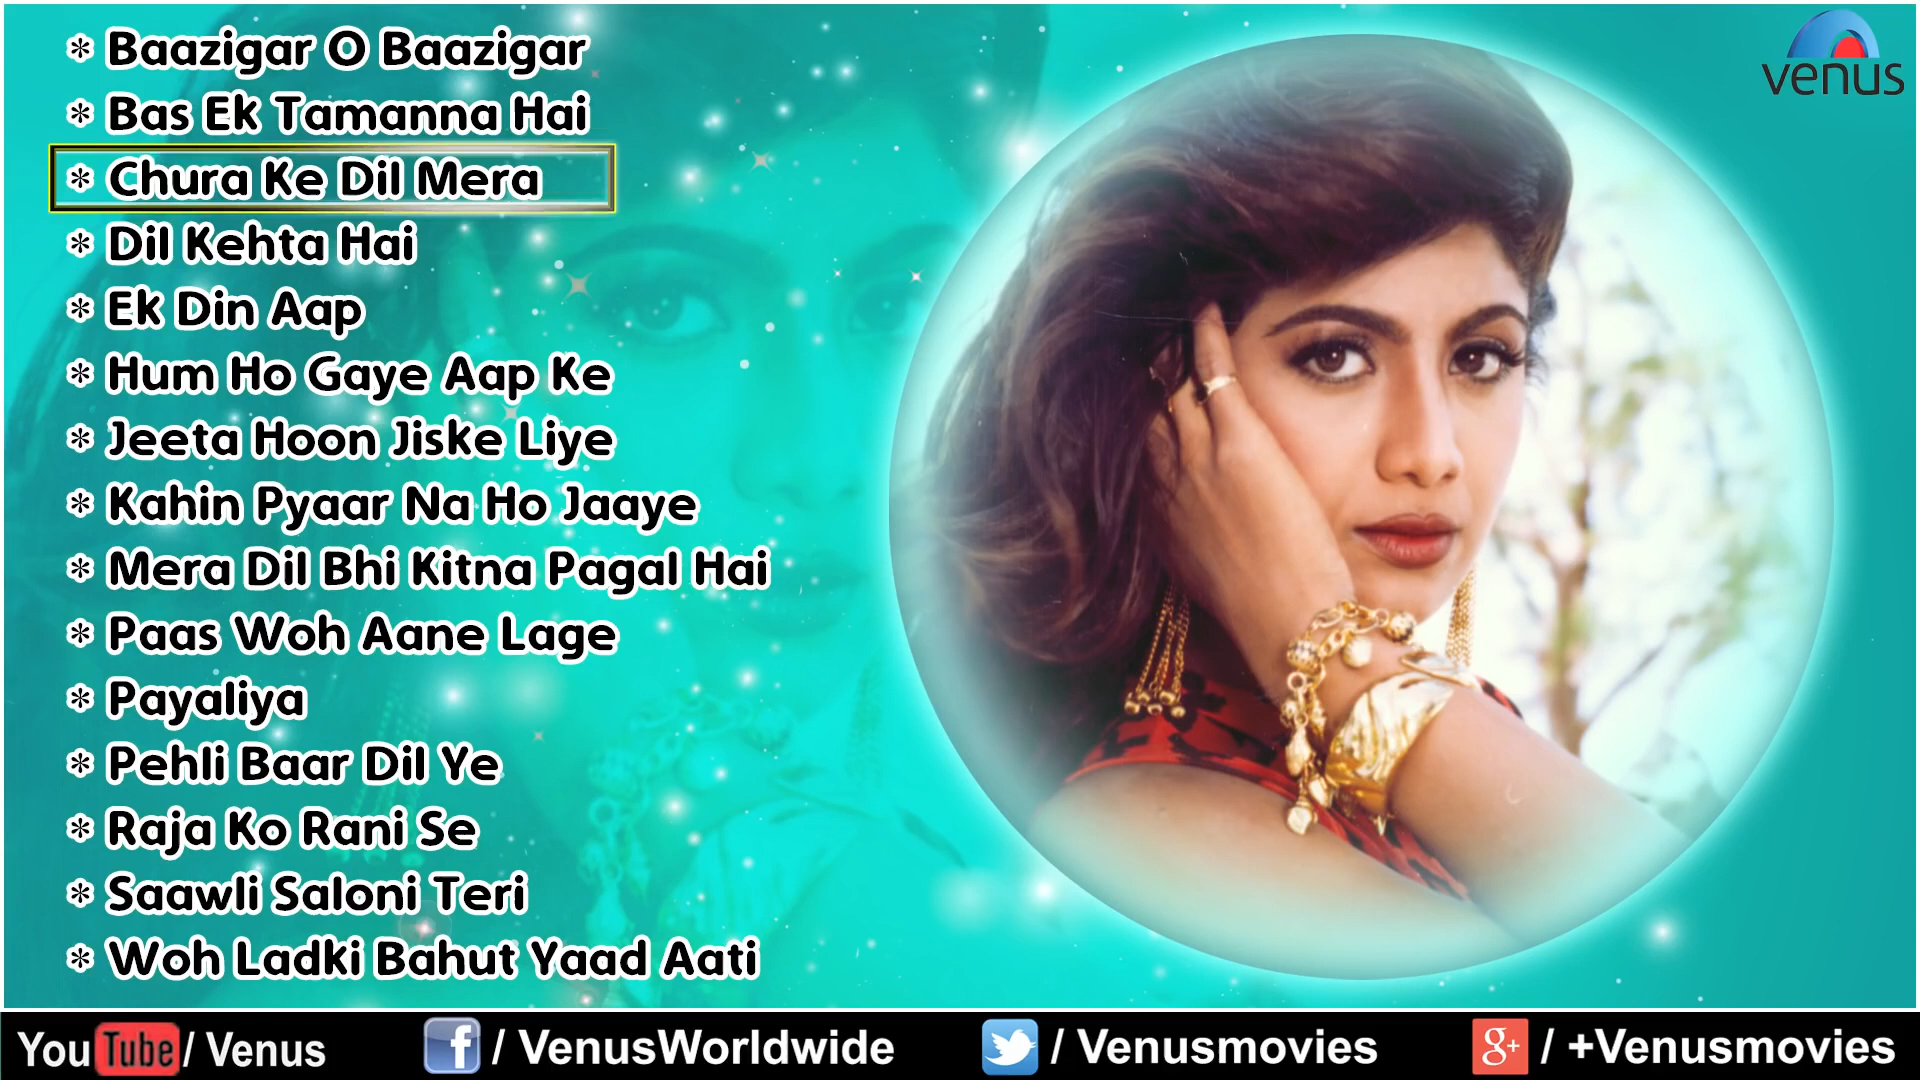 * Baazigar O Baazigar
* Bas Ek Tamanna Hai
* Chura Ke Dil Mera
* Dil Kehta Hai
* Ek Din Aap
* Hum Ho Gaye Aap Ke
* Jeeta Hoon Jiske Liye
* Kahin Pyaar Na Ho Jaaye
* Mera Dil Bhi Kitna Pagal Hai
* Paas Woh Aane Lage
* Payaliya
* Pehli Baar Dil Ye
* Raja Ko Rani Se
* Saawli Saloni Teri
* Woh Ladki Bahut Yaad Aati
venus
YouTube / Venus
f / VenusWorldwide
/ Venusmovies
g+ / +Venusmovies